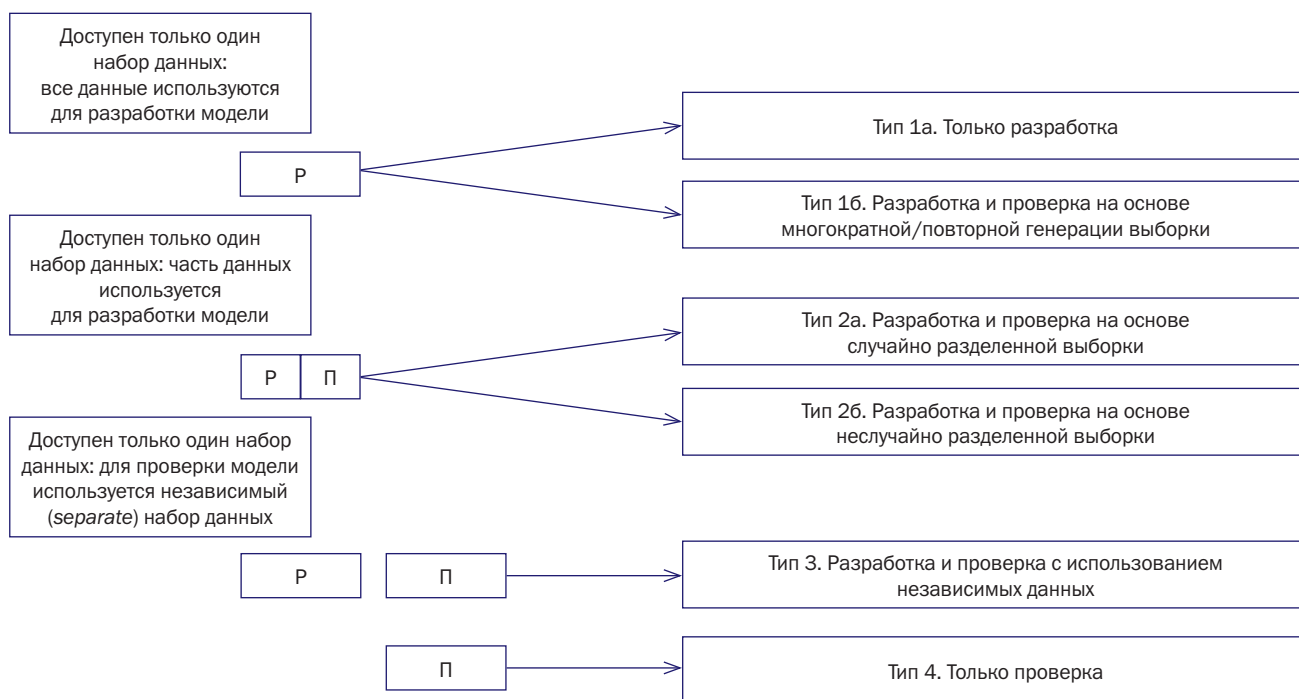 Доступен только один
набор данных:
все данные используются
для разработки модели
Р
Тип 1а. Только разработка
Тип 1б. Разработка и проверка на основе
многократной/повторной генерации выборки
Доступен только один
набор данных: часть данных
используется
для разработки модели
Р
П
Тип 2а. Разработка и проверка на основе
случайно разделенной выборки
Тип 2б. Разработка и проверка на основе
неслучайно разделенной выборки
Доступен только один набор
данных: для проверки модели
используется независимый
(separate) набор данных
Р
П
Тип 3. Разработка и проверка с использованием
независимых данных
П
Тип 4. Только проверка